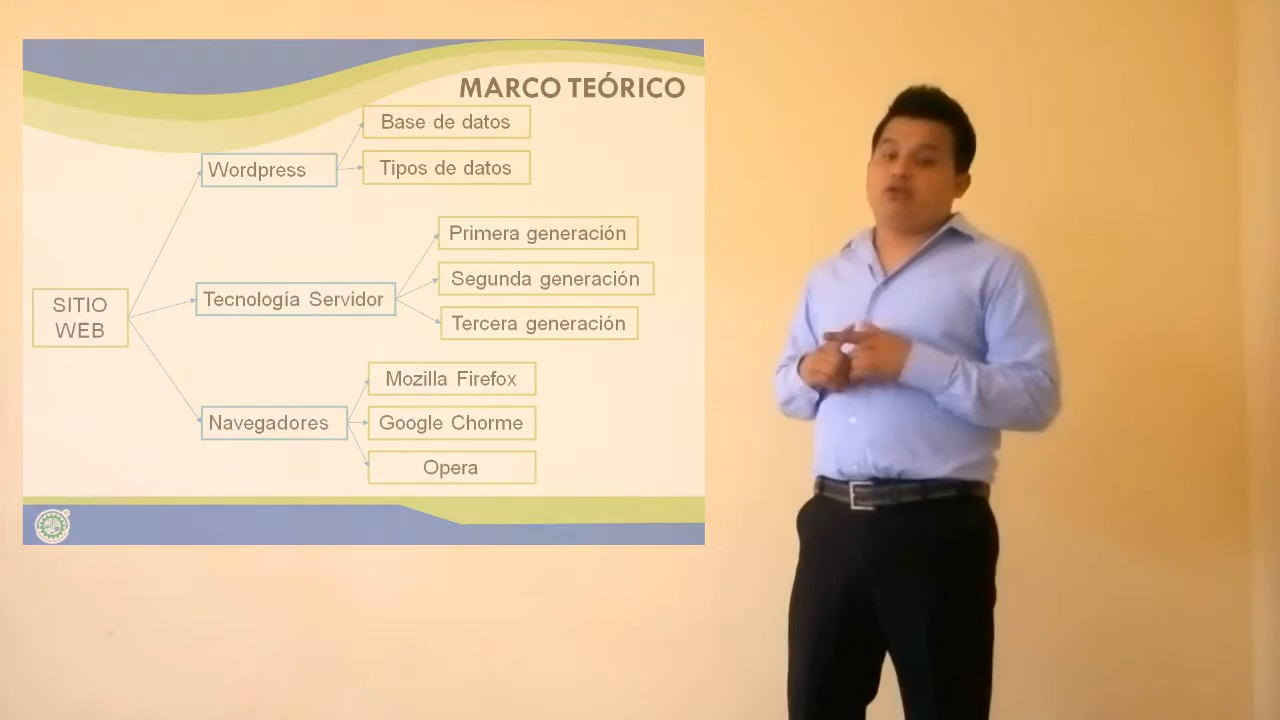 MARCO TEÓRICO
Base de datos
Wordpress
Tipos de datos
Primera generación
Tecnología Servidor
Segunda generación
Tercera generación
SITIO
WEB
Mozilla Firefox
Navegadores
Google Chorme
Opera